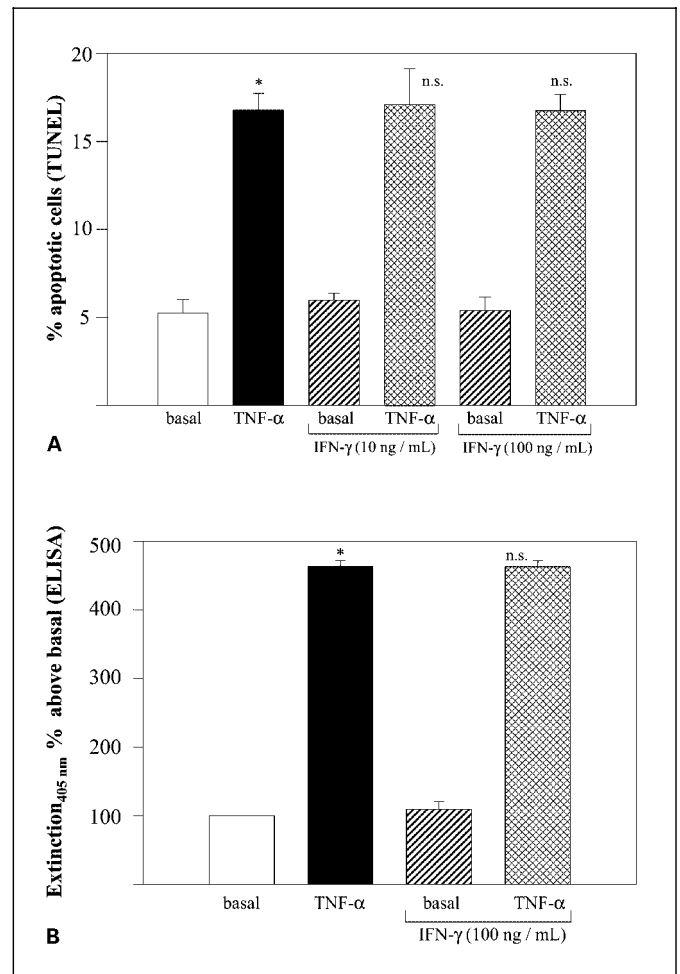 20
15
10
5
% apoptotic cells (TUNEL)
*
n.s.
n.s.
basal TNF-α basal TNF-α basal TNF-α
IFN-γ (10 ng / mL) IFN-γ (100 ng / mL)
A
500
400
300
200
100
Extinction405 nm % above basal (ELISA)
*
n.s.
basal TNF-α basal TNF-α
IFN-γ (100 ng / mL)
B